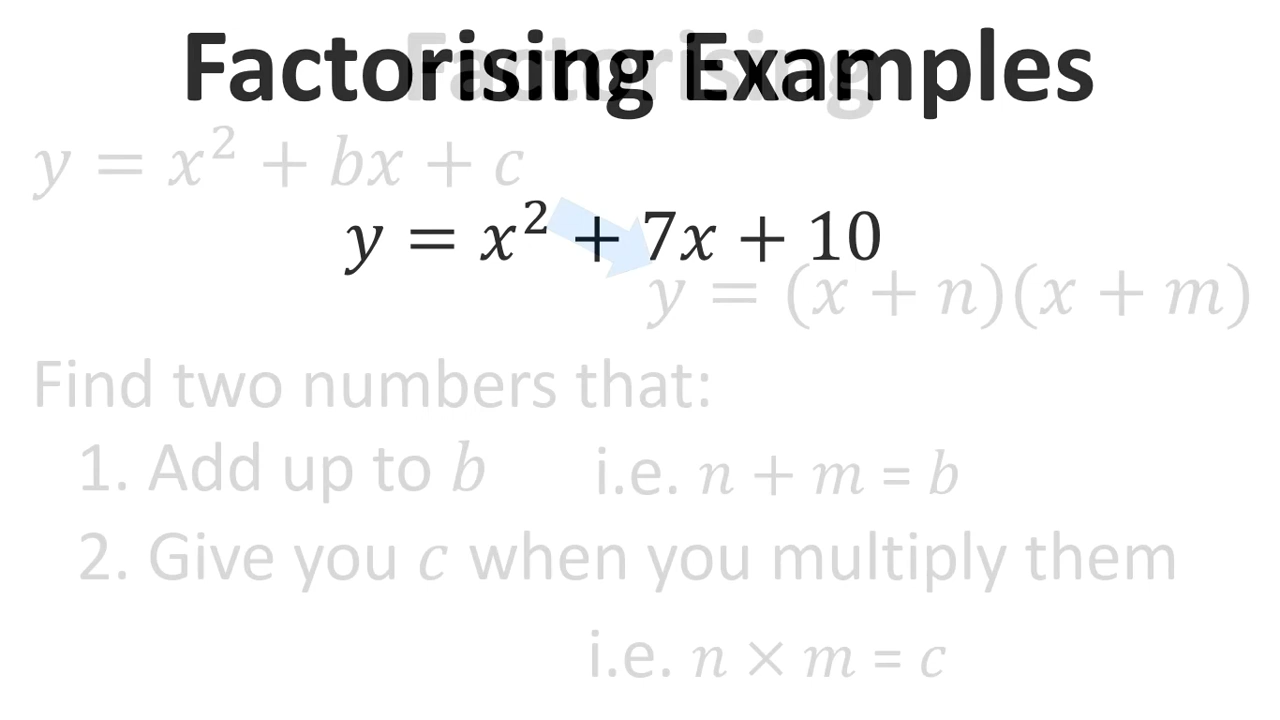 Factorising Examples
Factorising
y = x² + bx + c
y = x² + 7x + 10
y = (x + n)(x + m)
Find two numbers that:
1. Add up to b i.e. n + m = b
2. Give you c when you multiply them
i.e. n × m = c